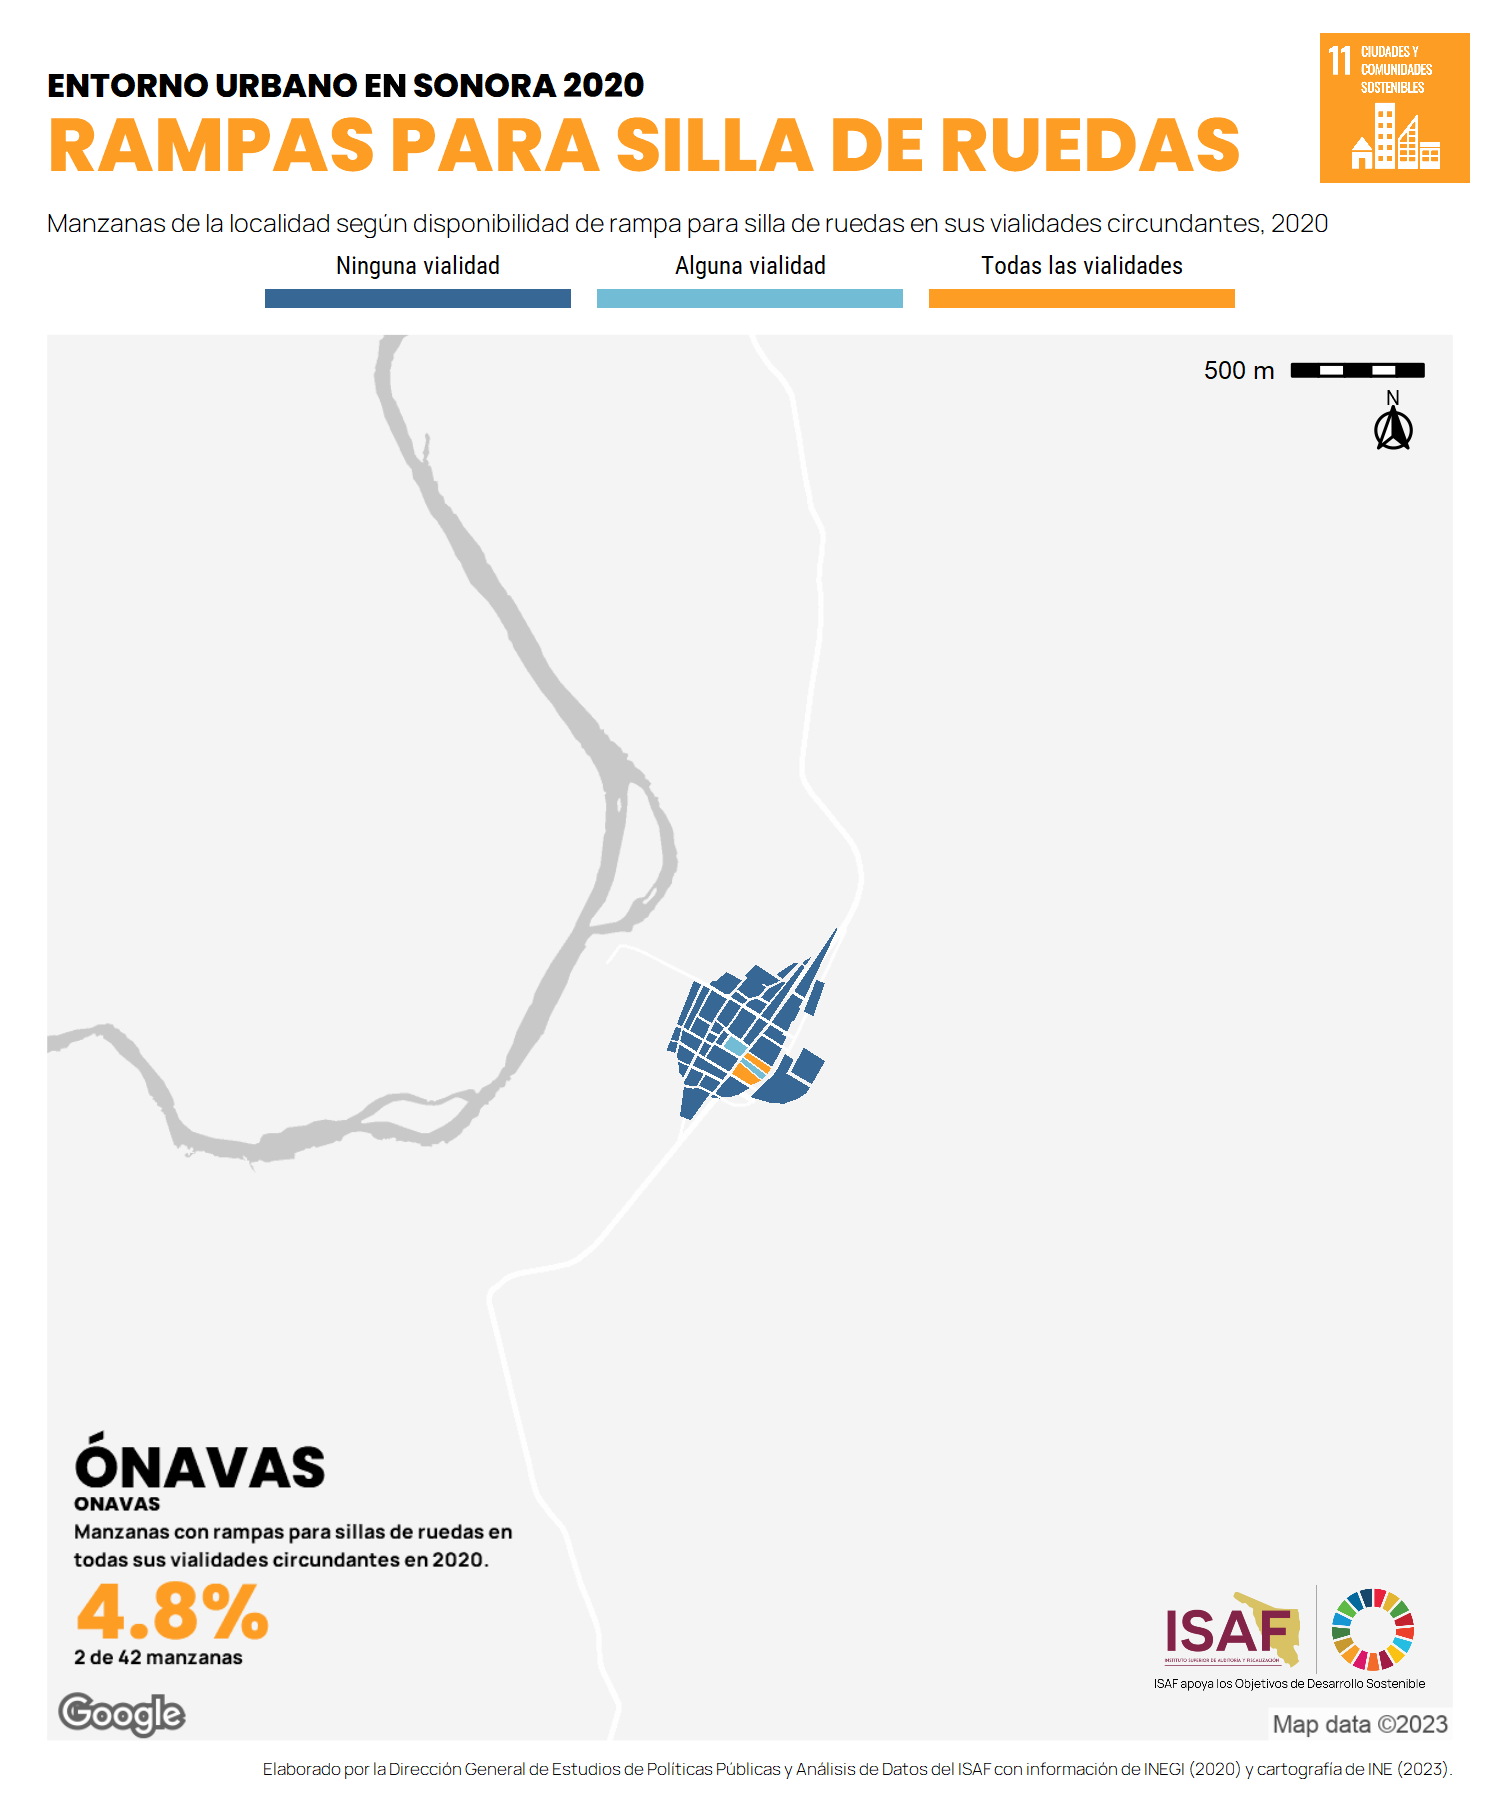 ENTORNO URBANO EN SONORA 2020
RAMPAS PARA SILLA DE RUEDAS
11 CIUDADES Y
COMUNIDADES
SOSTENIBLES
Manzanas de la localidad según disponibilidad de rampa para silla de ruedas en sus vialidades circundantes, 2020
Ninguna vialidad Alguna vialidad Todas las vialidades
500 m
N
ÓNAVAS
ONAVAS
Manzanas con rampas para sillas de ruedas en
todas sus vialidades circundantes en 2020.
4.8%
2 de 42 manzanas
ISAF
INSTITUTO SUPERIOR DE AUDITORÍA Y FISCALIZACIÓN
ISAF apoya los Objetivos de Desarrollo Sostenible
Google
Map data ©2023
Elaborado por la Dirección General de Estudios de Políticas Públicas y Análisis de Datos del ISAF con información de INEGI (2020) y cartografía de INE (2023).